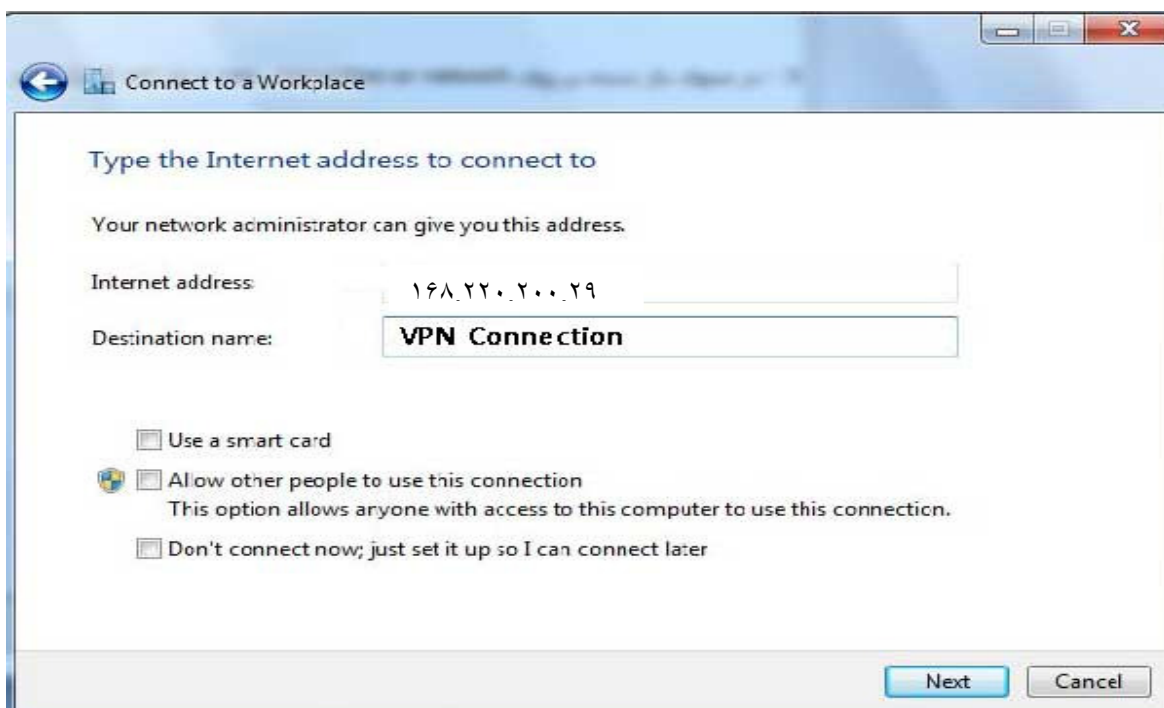 Connect to a Workplace
Type the Internet address to connect to
Your network administrator can give you this address.
Internet address:
۱۶۸.۲۲۰.۲۰۰.۲۹
Destination name:
VPN Connection
Use a smart card
Allow other people to use this connection
This option allows anyone with access to this computer to use this connection.
Don't connect now; just set it up so I can connect later
Next
Cancel